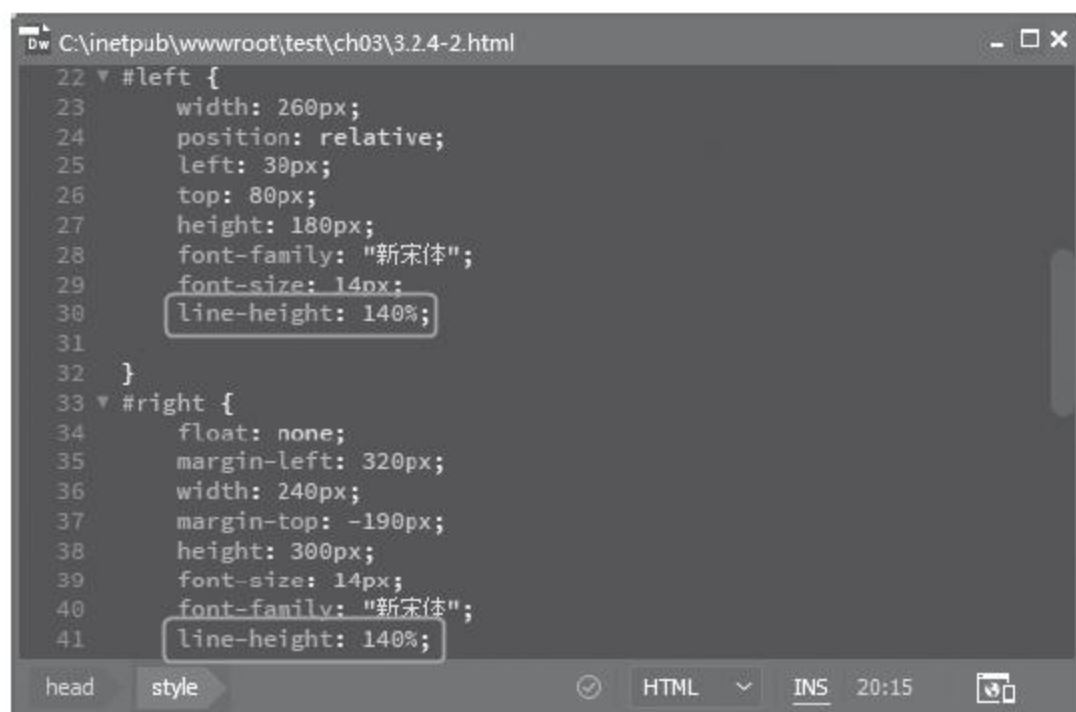 Dw C:\inetpub\wwwroot\test\ch03\3.2.4-2.html
22 ▼ #left {
23 width: 260px;
24 position: relative;
25 left: 30px;
26 top: 80px;
27 height: 180px;
28 font-family: "新宋体";
29 font-size: 14px;
30 line-height: 140%;
31
32 }
33 ▼ #right {
34 float: none;
35 margin-left: 320px;
36 width: 240px;
37 margin-top: -190px;
38 height: 300px;
39 font-size: 14px;
40 font-family: "新宋体";
41 line-height: 140%;
head style HTML INS 20:15